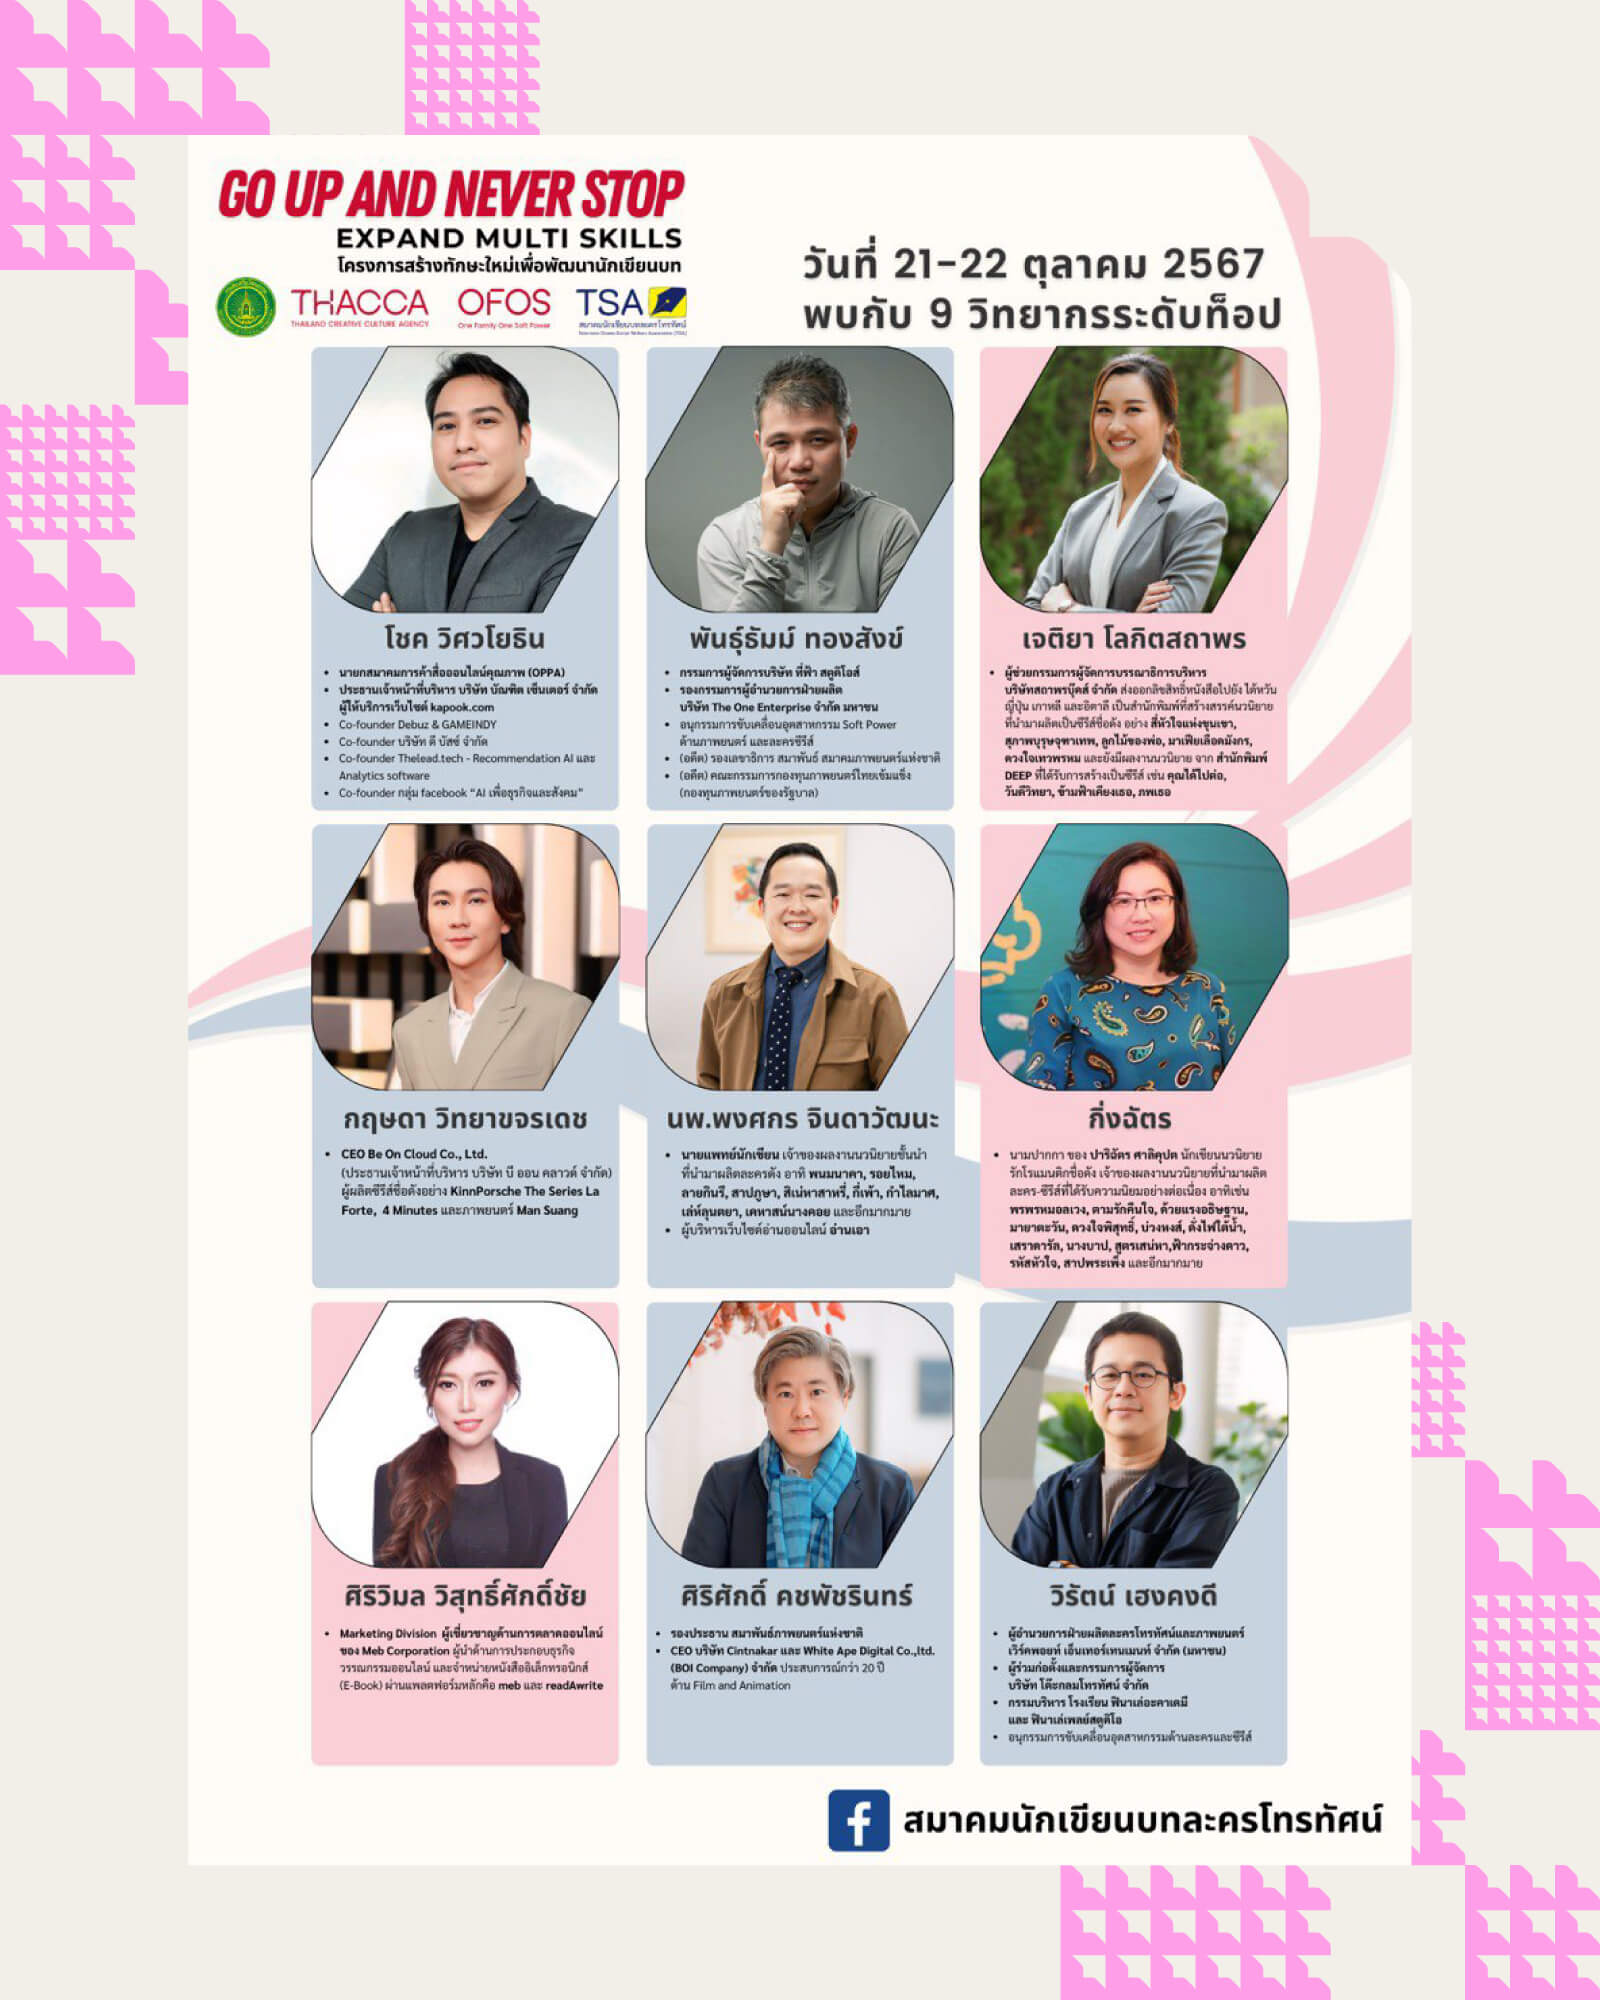 GO UP AND NEVER STOP
EXPAND MULTI SKILLS
โครงการสร้างทักษะใหม่เพื่อพัฒนานักเขียนบท
THACCA
THAILAND CREATIVE CULTURE AGENCY
OFOS
One Family One Soft Power
TSA
สมาคมนักเขียนบทละครโทรทัศน์
วันที่ 21-22 ตุลาคม 2567
พบกับ 9 วิทยากรระดับท็อป
โชค วิศวโยธิน
• นายกสมาคมการค้าสื่อออนไลน์คุณภาพ (OPPA)
• ประธานเจ้าหน้าที่บริหาร บริษัท บัณฑิต เซ็นเตอร์ จำกัด
ผู้ให้บริการเว็บไซต์ kapook.com
• Co-founder Debuz & GAMEINDY
• Co-founder บริษัท ดี บัสซ์ จำกัด
• Co-founder Thelead.tech - Recommendation AI และ
Analytics software
• Co-founder กลุ่ม facebook “AI เพื่อธุรกิจและสังคม”
พันธุ์ธัมม์ ทองสังข์
• กรรมการผู้จัดการบริษัท ที่ฟ้า สตูดิโอส์
• รองกรรมการผู้อำนวยการฝ่ายผลิต
บริษัท The One Enterprise จำกัด มหาชน
• อนุกรรมการขับเคลื่อนอุตสาหกรรม Soft Power
ด้านภาพยนตร์ และละครซีรีส์
• (อดีต) รองเลขาธิการ สมาพันธ์ สมาคมภาพยนตร์แห่งชาติ
• (อดีต) คณะกรรมการกองทุนภาพยนตร์ไทยเข้มแข็ง
(กองทุนภาพยนตร์ของรัฐบาล)
เจติยา โลกิตสถาพร
• ผู้ช่วยกรรมการผู้จัดการบรรณาธิการบริหาร
บริษัทสถาพรบุ๊คส์ จำกัด ส่งออกลิขสิทธิ์หนังสือไปยัง ไต้หวัน
ญี่ปุ่น เกาหลี และอิตาลี เป็นสำนักพิมพ์ที่สร้างสรรค์นวนิยาย
ที่นำมาผลิตเป็นซีรีส์ชื่อดัง อย่าง สี่หัวใจแห่งขุนเขา,
สุภาพบุรุษจุฑาเทพ, ลูกไม้ของพ่อ, มาเฟียเลือดมังกร,
ดวงใจเทวพรหม และยังมีผลงานนวนิยาย จาก สำนักพิมพ์
DEEP ที่ได้รับการสร้างเป็นซีรีส์ เช่น คุณได้ไปต่อ,
วันดีวิทยา, ข้ามฟ้าเคียงเธอ, ภพเธอ
กฤษดา วิทยาขจรเดช
• CEO Be On Cloud Co., Ltd.
(ประธานเจ้าหน้าที่บริหาร บริษัท บี ออน คลาวด์ จำกัด)
ผู้ผลิตซีรีส์ชื่อดังอย่าง KinnPorsche The Series La
Forte, 4 Minutes และภาพยนตร์ Man Suang
นพ.พงศกร จินดาวัฒนะ
• นายแพทย์นักเขียน เจ้าของผลงานนวนิยายชั้นนำ
ที่นำมาผลิตละครดัง อาทิ พนมนาคา, รอยไหม,
ลายกินรี, สาปภูษา, สิเน่หาส่าหรี, กี่เพ้า, กำไลมาศ,
เล่ห์ลุนตยา, เคหาสน์นางคอย และอีกมากมาย
• ผู้บริหารเว็บไซต์อ่านออนไลน์ อ่านเอา
กิ่งฉัตร
• นามปากกา ของ ปาริฉัตร ศาลิคุปต นักเขียนนวนิยาย
รักโรแมนติกชื่อดัง เจ้าของผลงานนวนิยายที่นำมาผลิต
ละคร-ซีรีส์ที่ได้รับความนิยมอย่างต่อเนื่อง อาทิเช่น
พรพรหมอลเวง, ตามรักคืนใจ, ด้วยแรงอธิษฐาน,
มายาตะวัน, ดวงใจพิสุทธิ์, บ่วงหงส์, ดั่งไฟใต้น้ำ,
เสราดารัล, นางบาป, สูตรเสน่หา,ฟ้ากระจ่างดาว,
รหัสหัวใจ, สาปพระเพ็ง และอีกมากมาย
ศิริวิมล วิสุทธิ์ศักดิ์ชัย
• Marketing Division ผู้เชี่ยวชาญด้านการตลาดออนไลน์
ของ Meb Corporation ผู้นำด้านการประกอบธุรกิจ
วรรณกรรมออนไลน์ และจำหน่ายหนังสืออิเล็กทรอนิกส์
(E-Book) ผ่านแพลตฟอร์มหลักคือ meb และ readAwrite
ศิริศักดิ์ คชพัชรินทร์
• รองประธาน สมาพันธ์ภาพยนตร์แห่งชาติ
• CEO บริษัท Cintnakar และ White Ape Digital Co.,ltd.
(BOI Company) จำกัด ประสบการณ์กว่า 20 ปี
ด้าน Film and Animation
วิรัตน์ เฮงคงดี
• ผู้อำนวยการฝ่ายผลิตละครโทรทัศน์และภาพยนตร์
เวิร์คพอยท์ เอ็นเทอร์เทนเมนท์ จำกัด (มหาชน)
• ผู้ร่วมก่อตั้งและกรรมการผู้จัดการ
บริษัท โต๊ะกลมโทรทัศน์ จำกัด
• กรรมบริหาร โรงเรียน ฟินาเล่อะคาเดมี
และ ฟินาเล่เพลย์สตูดิโอ
• อนุกรรมการขับเคลื่อนอุตสาหกรรมด้านละครและซีรีส์
สมาคมนักเขียนบทละครโทรทัศน์